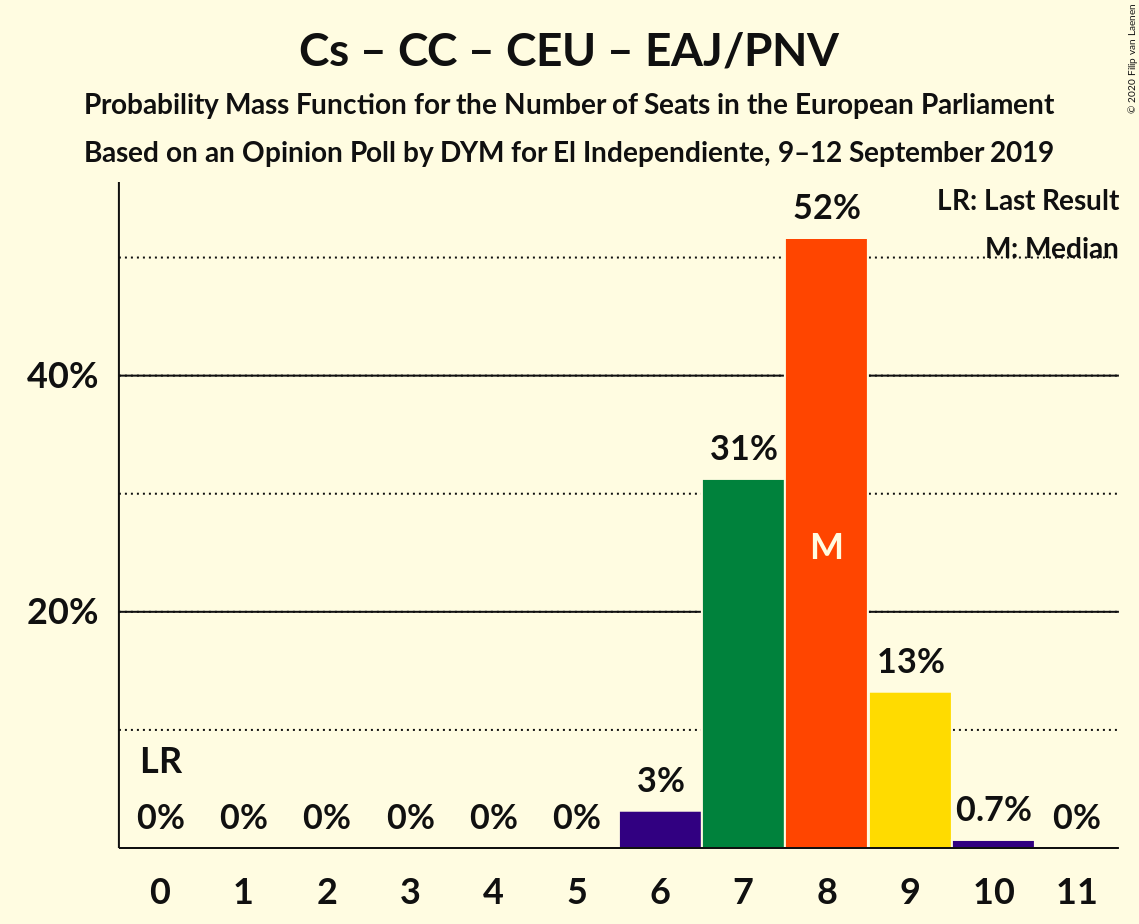 Cs – CC – CEU – EAJ/PNV
Probability Mass Function for the Number of Seats in the European Parliament
Based on an Opinion Poll by DYM for El Independiente, 9–12 September 2019
© 2020 Filip van Laenen
LR: Last Result
M: Median
52%
40%
31%
M
20%
13%
LR
0% 0% 0% 0% 0% 0% 3% 0.7% 0%
0 1 2 3 4 5 6 7 8 9 10 11